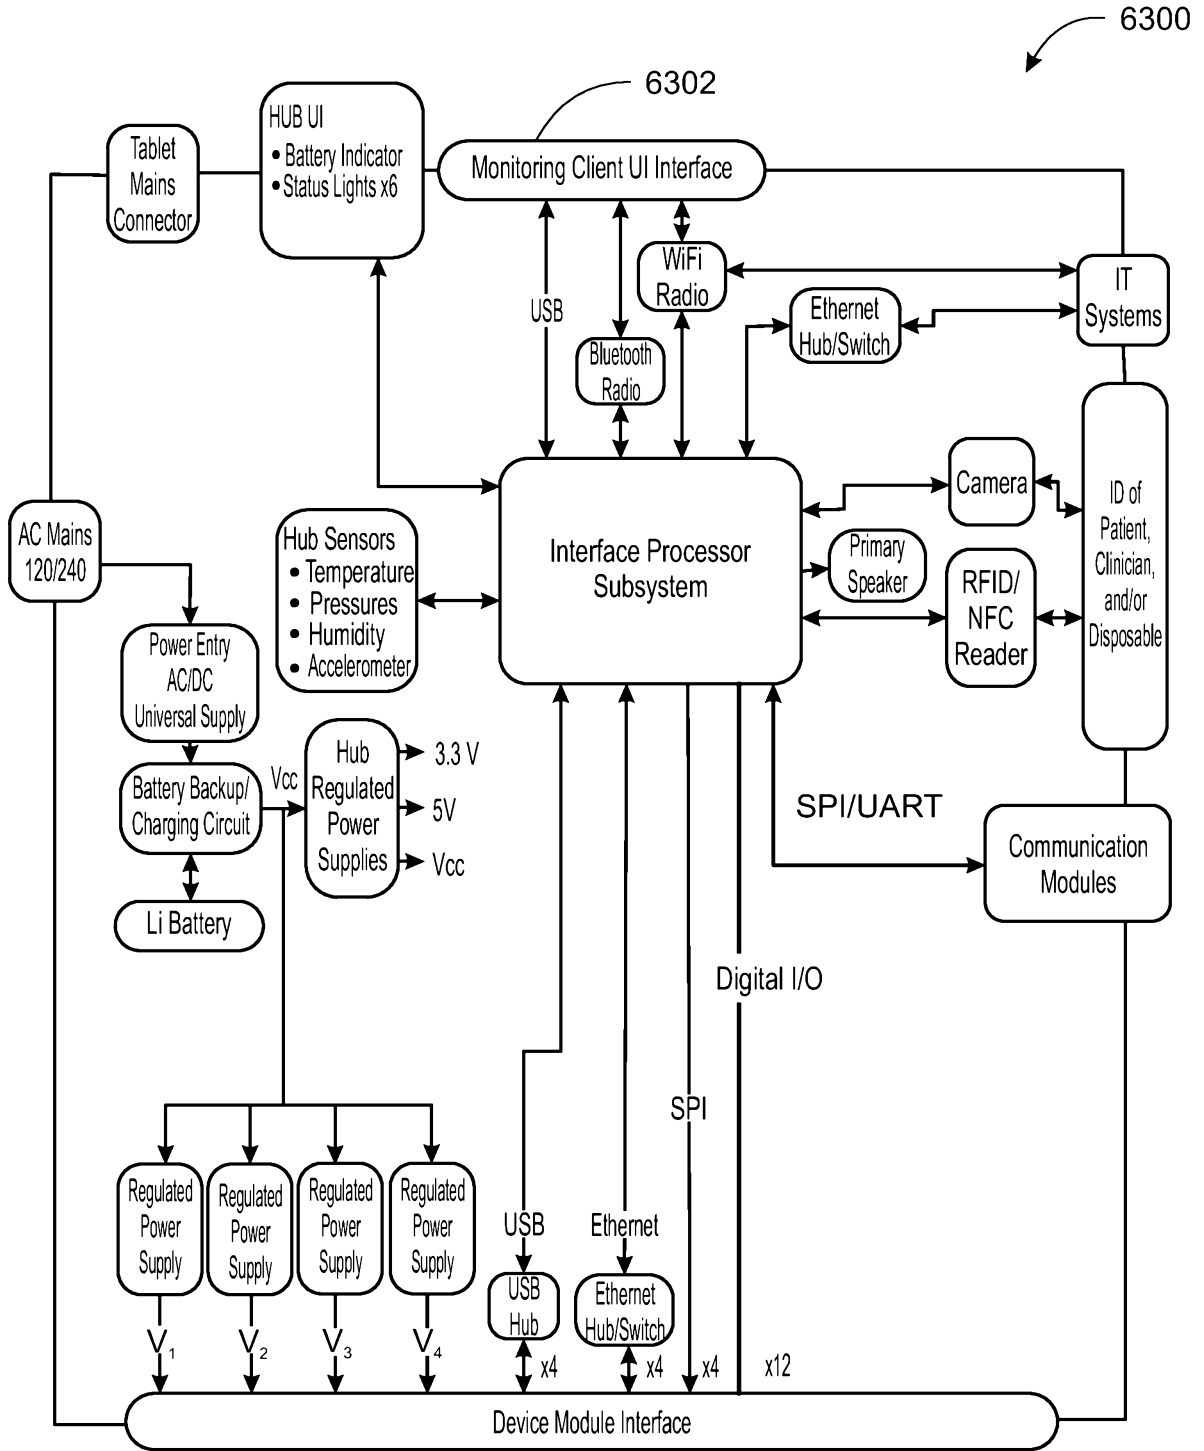 6300
6302
HUB UI
• Battery Indicator
• Status Lights x6
Tablet
Mains
Connector
Monitoring Client UI Interface
WiFi
Radio
IT
Systems
USB
Ethernet
Hub/Switch
Bluetooth
Radio
Camera
ID of
Patient,
Clinician,
and/or
Disposable
AC Mains
120/240
Hub Sensors
• Temperature
• Pressures
• Humidity
• Accelerometer
Interface Processor
Subsystem
Primary
Speaker
RFID/
NFC
Reader
Power Entry
AC/DC
Universal Supply
Battery Backup/
Charging Circuit
Vcc
Hub
Regulated
Power
Supplies
3.3 V
5V
Vcc
SPI/UART
Communication
Modules
Li Battery
Digital I/O
SPI
Regulated
Power
Supply
Regulated
Power
Supply
Regulated
Power
Supply
Regulated
Power
Supply
USB
Ethernet
USB
Hub
Ethernet
Hub/Switch
V1
V2
V3
V4
x4
x4
x4
x12
Device Module Interface